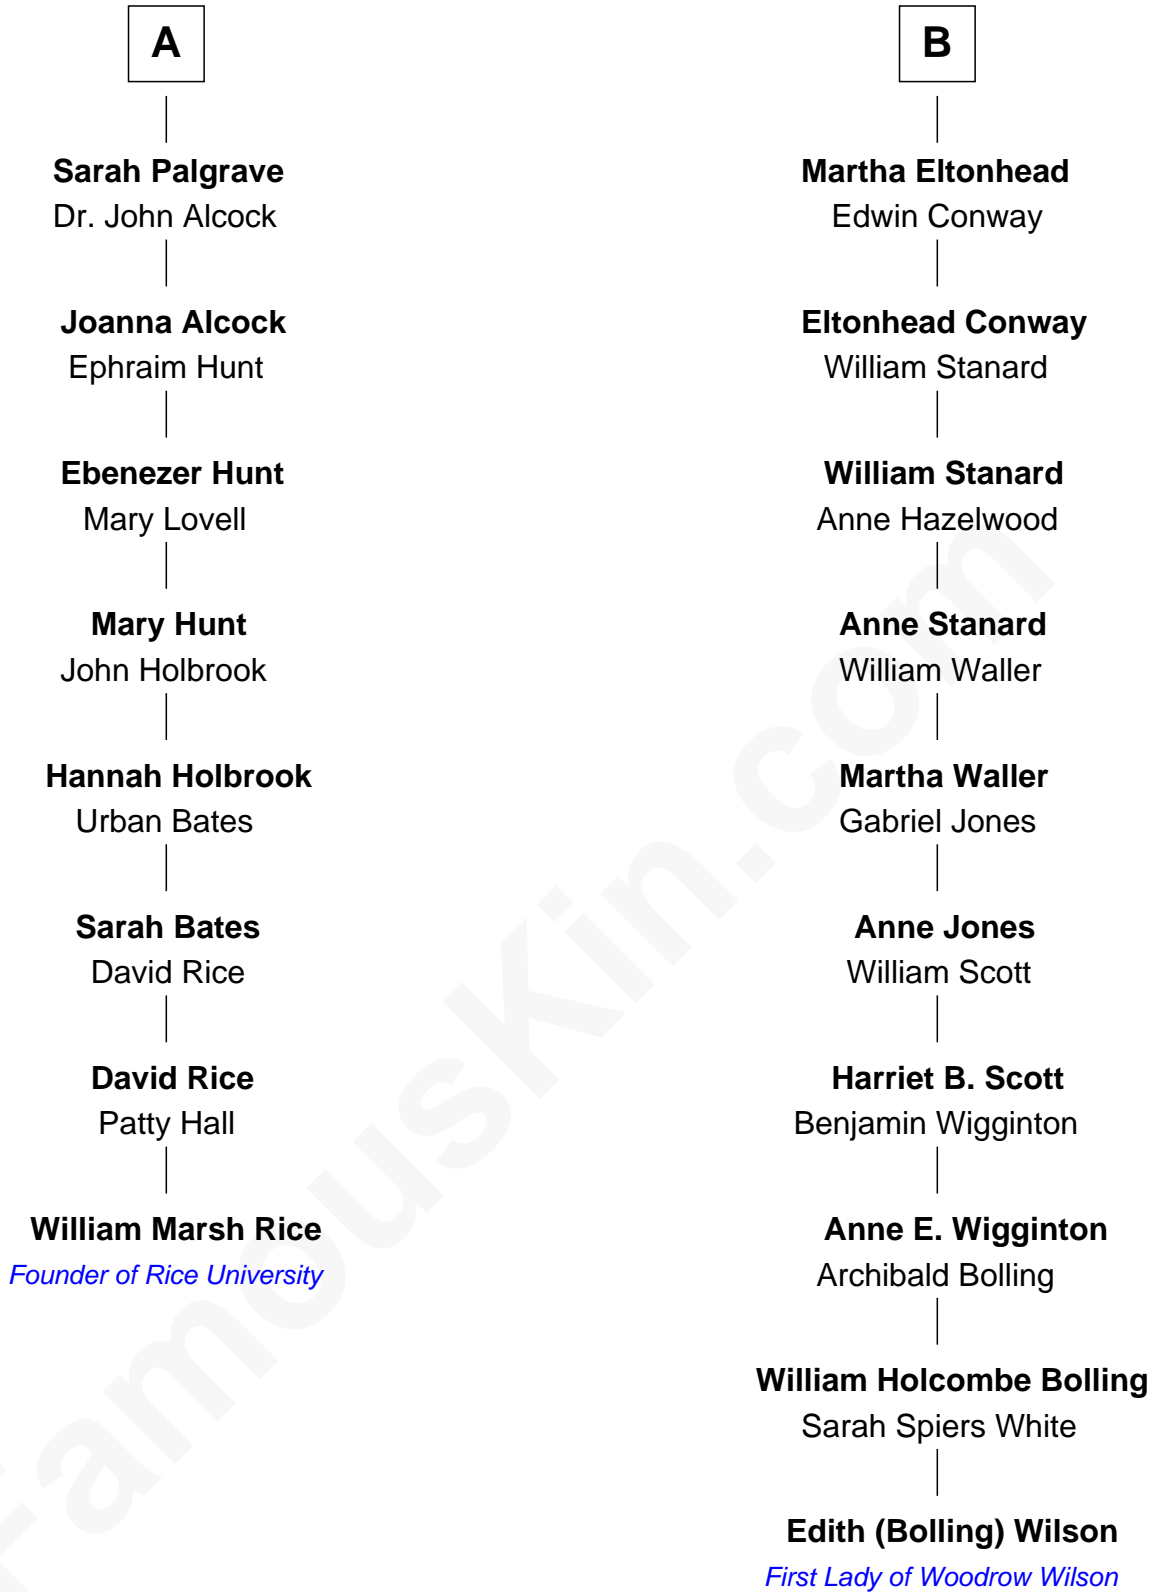 A
Sarah Palgrave
Dr. John Alcock
Joanna Alcock
Ephraim Hunt
Ebenezer Hunt
Mary Lovell
Mary Hunt
John Holbrook
Hannah Holbrook
Urban Bates
Sarah Bates
David Rice
David Rice
Patty Hall
William Marsh Rice
Founder of Rice University
B
Martha Eltonhead
Edwin Conway
Eltonhead Conway
William Stanard
William Stanard
Anne Hazelwood
Anne Stanard
William Waller
Martha Waller
Gabriel Jones
Anne Jones
William Scott
Harriet B. Scott
Benjamin Wigginton
Anne E. Wigginton
Archibald Bolling
William Holcombe Bolling
Sarah Spiers White
Edith (Bolling) Wilson
First Lady of Woodrow Wilson
FamousKin.com